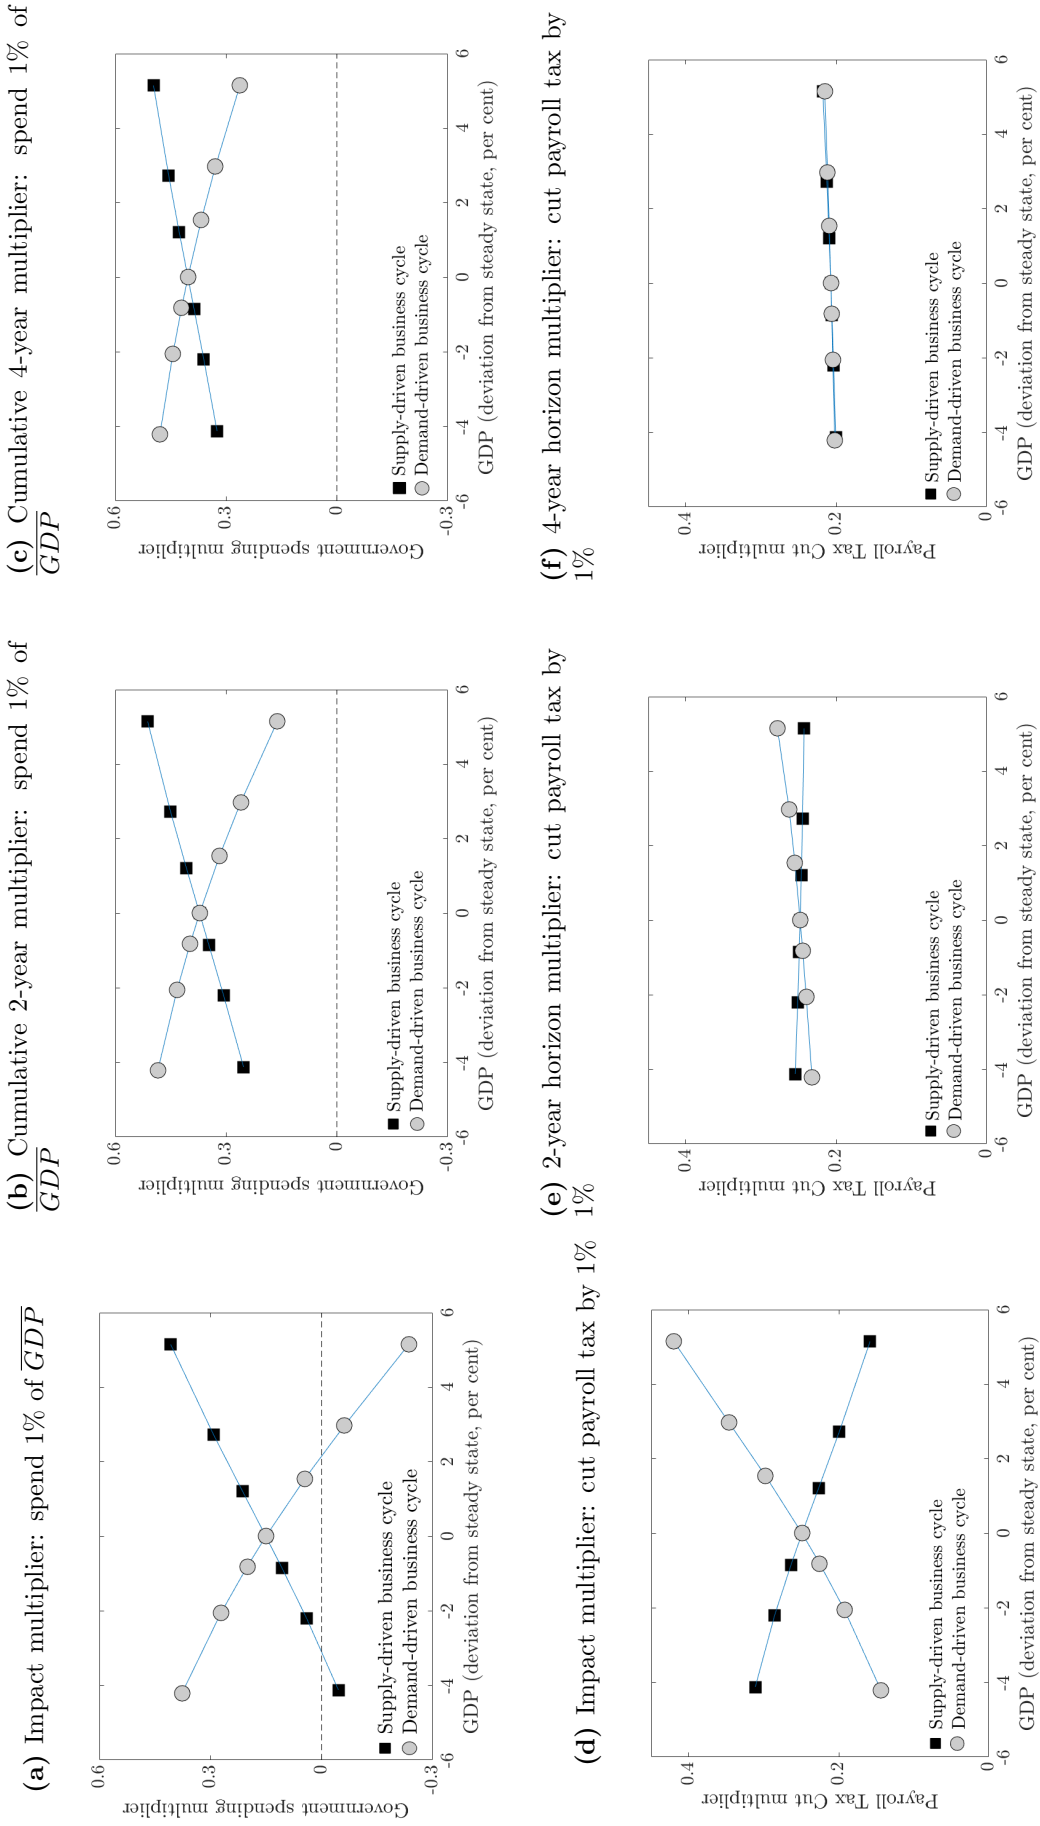 (a) Impact multiplier: spend 1% of GDP
0.6
0.3
0
-0.3
Government spending multiplier
-6
-4
-2
0
2
4
6
GDP (deviation from steady state, per cent)
Supply-driven business cycle
Demand-driven business cycle
(b) Cumulative 2-year multiplier: spend 1% of
GDP
0.6
0.3
0
-0.3
Government spending multiplier
-6
-4
-2
0
2
4
6
GDP (deviation from steady state, per cent)
Supply-driven business cycle
Demand-driven business cycle
(c) Cumulative 4-year multiplier: spend 1% of
GDP
0.6
0.3
0
-0.3
Government spending multiplier
-6
-4
-2
0
2
4
6
GDP (deviation from steady state, per cent)
Supply-driven business cycle
Demand-driven business cycle
(d) Impact multiplier: cut payroll tax by 1%
0.4
0.2
0
Payroll Tax Cut multiplier
-6
-4
-2
0
2
4
6
GDP (deviation from steady state, per cent)
Supply-driven business cycle
Demand-driven business cycle
(e) 2-year horizon multiplier: cut payroll tax by
1%
0.4
0.2
0
Payroll Tax Cut multiplier
-6
-4
-2
0
2
4
6
GDP (deviation from steady state, per cent)
Supply-driven business cycle
Demand-driven business cycle
(f) 4-year horizon multiplier: cut payroll tax by
1%
0.4
0.2
0
Payroll Tax Cut multiplier
-6
-4
-2
0
2
4
6
GDP (deviation from steady state, per cent)
Supply-driven business cycle
Demand-driven business cycle